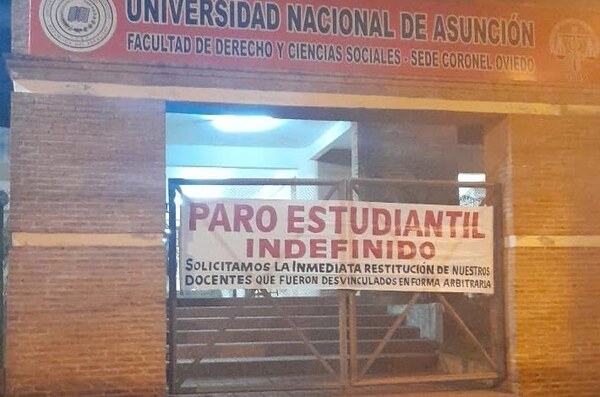 UNIVERSIDAD NACIONAL DE ASUNCIÓN
FACULTAD DE DERECHO Y CIENCIAS SOCIALES - SEDE CORONEL OVIEDO
PARO ESTUDIANTIL
INDEFINIDO
SOLICITAMOS LA INMEDIATA RESTITUCIÓN DE NUESTROS
DOCENTES QUE FUERON DESVINCULADOS EN FORMA ARBITRARIA